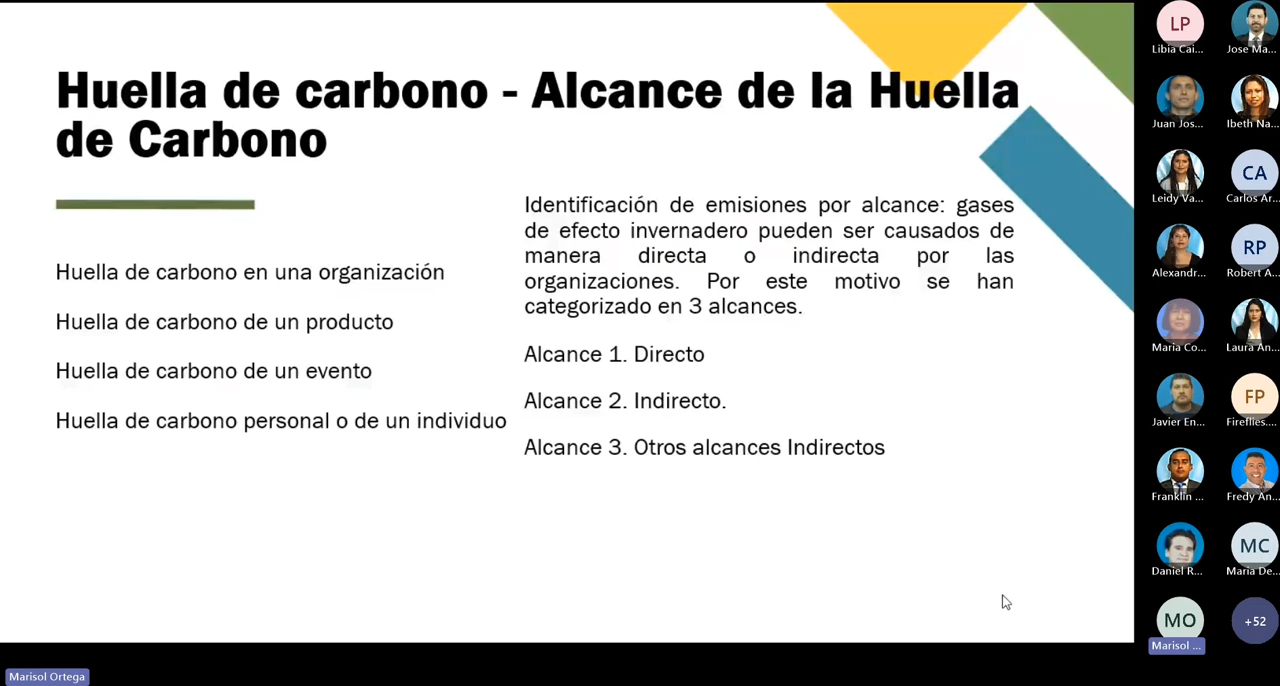 Huella de carbono - Alcance de la Huella
de Carbono
Huella de carbono en una organización
Huella de carbono de un producto
Huella de carbono de un evento
Huella de carbono personal o de un individuo
Identificación de emisiones por alcance: gases
de efecto invernadero pueden ser causados de
manera directa o indirecta por las
organizaciones. Por este motivo se han
categorizado en 3 alcances.
Alcance 1. Directo
Alcance 2. Indirecto.
Alcance 3. Otros alcances Indirectos
LP
Libia Cai...
Jose Ma...
Juan Jos...
Ibeth Na...
Leidy Va...
CA
Carlos Ar...
Alexandr...
RP
Robert A...
Maria Co...
Laura An...
Javier En...
FP
Fireflies....
Franklin ...
Fredy An...
Daniel R...
MC
Maria De...
MO
Marisol ...
+52
Marisol Ortega